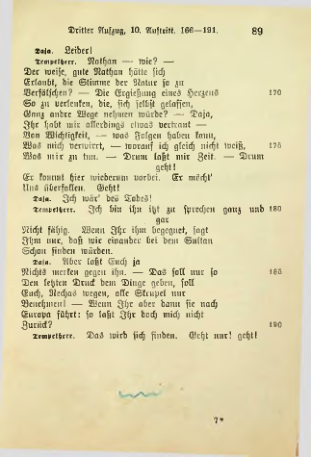 Dritter Aufzug, 10. Auftritt. 166—191. 89
Daja. Leider!
Tempelherr. Nathan — wie? —
Der weise, gute Nathan hätte sich
Erlaubt, die Stimme der Natur so zu
Verfälschen? — Die Ergießung eines Herzens 170
So zu verlenken, die, sich selbst gelassen,
Ganz andre Wege nehmen würde? — Daja,
Ihr habt mir allerdings etwas vertraut —
Von Wichtigkeit, — was Folgen haben kann,
Was mich verwirrt, — worauf ich gleich nicht weiß, 175
Was mir zu tun. — Drum laßt mir Zeit. — Drum
geht!
Er kommt hier wiederum vorbei. Er möcht'
Uns überfallen. Geht!
Daja. Ich wär' des Todes!
Tempelherr. Ich bin ihn itzt zu sprechen ganz und 180
gar
Nicht fähig. Wenn Ihr ihm begegnet, sagt
Ihm nur, daß wir einander bei dem Sultan
Schon finden würden.
Daja. Aber laßt Euch ja
Nichts merken gegen ihn. — Das soll nur so 185
Den letzten Druck dem Dinge geben, soll
Euch, Rechas wegen, alle Skrupel nur
Benehmen! — Wenn Ihr aber dann sie nach
Europa führt: so laßt Ihr doch mich nicht
Zurück? 190
Tempelherr. Das wird sich finden. Geht nur! geht!
7*